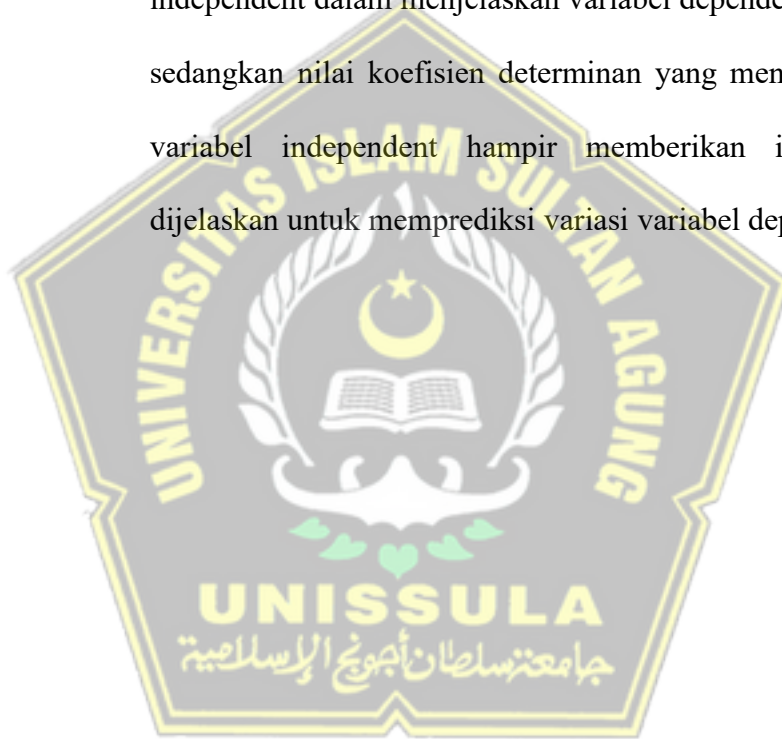 independent dalam menjelaskan variabel depende
sedangkan nilai koefisien determinan yang men
variabel independent hampir memberikan i
dijelaskan untuk memprediksi variasi variabel dep
UNIVERSITAS ISLAM SULTAN AGUNG
UNISSULA
جامعة سلطان أجونج الإسلامية